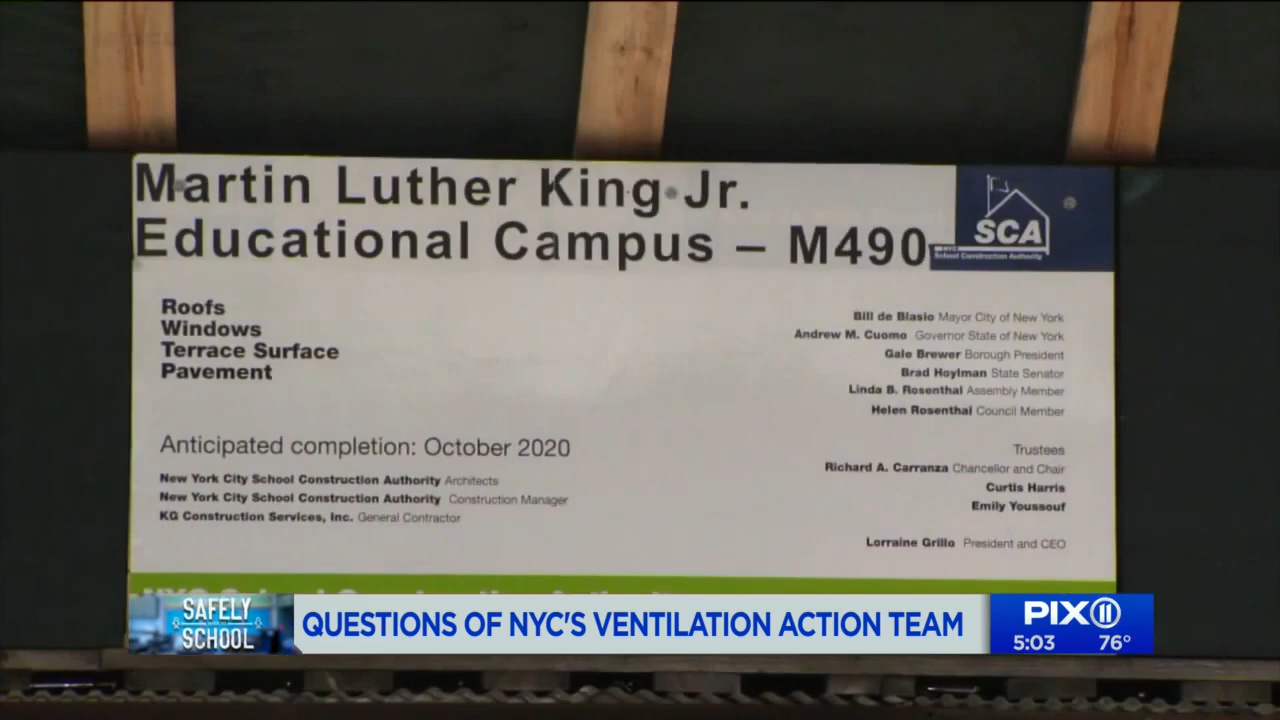 Martin Luther King Jr.
Educational Campus – M490
SCA
School Construction Authority
Roofs
Windows
Terrace Surface
Pavement
Anticipated completion: October 2020
New York City School Construction Authority Architects
New York City School Construction Authority Construction Manager
KG Construction Services, Inc. General Contractor
Bill de Blasio Mayor City of New York
Andrew M. Cuomo Governor State of New York
Gale Brewer Borough President
Brad Hoylman State Senator
Linda B. Rosenthal Assembly Member
Helen Rosenthal Council Member
Trustees
Richard A. Carranza Chancellor and Chair
Curtis Harris
Emily Youssouf
Lorraine Grillo President and CEO
SAFELY
SCHOOL
QUESTIONS OF NYC'S VENTILATION ACTION TEAM
PIX 11
5:03 76°